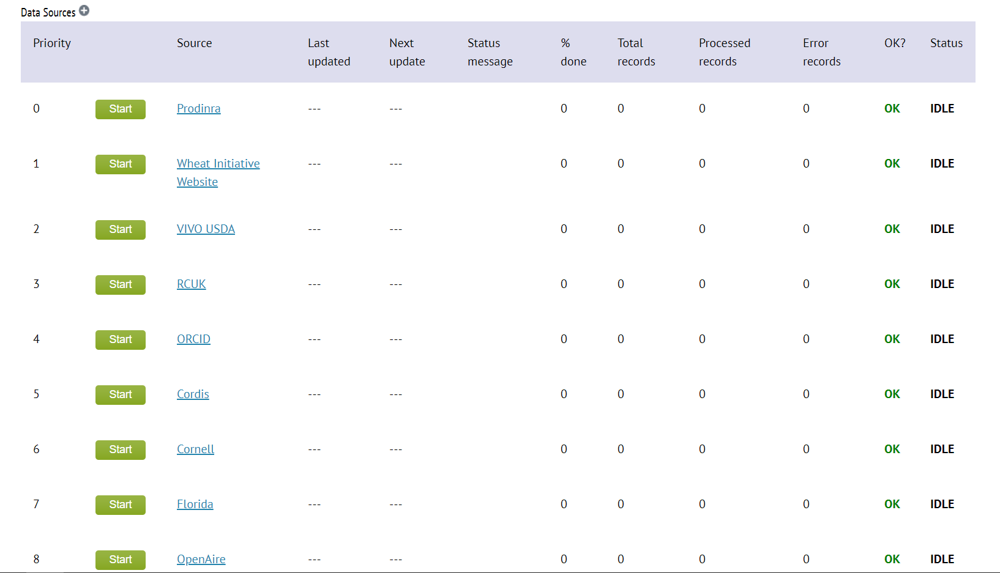 Data Sources
Priority Source Last updated Next update Status message % done Total records Processed records Error records OK? Status
0 Start Prodinra --- --- 0 0 0 0 OK IDLE
1 Start Wheat Initiative Website --- --- 0 0 0 0 OK IDLE
2 Start VIVO USDA --- --- 0 0 0 0 OK IDLE
3 Start RCUK --- --- 0 0 0 0 OK IDLE
4 Start ORCID --- --- 0 0 0 0 OK IDLE
5 Start Cordis --- --- 0 0 0 0 OK IDLE
6 Start Cornell --- --- 0 0 0 0 OK IDLE
7 Start Florida --- --- 0 0 0 0 OK IDLE
8 Start OpenAire --- --- 0 0 0 0 OK IDLE